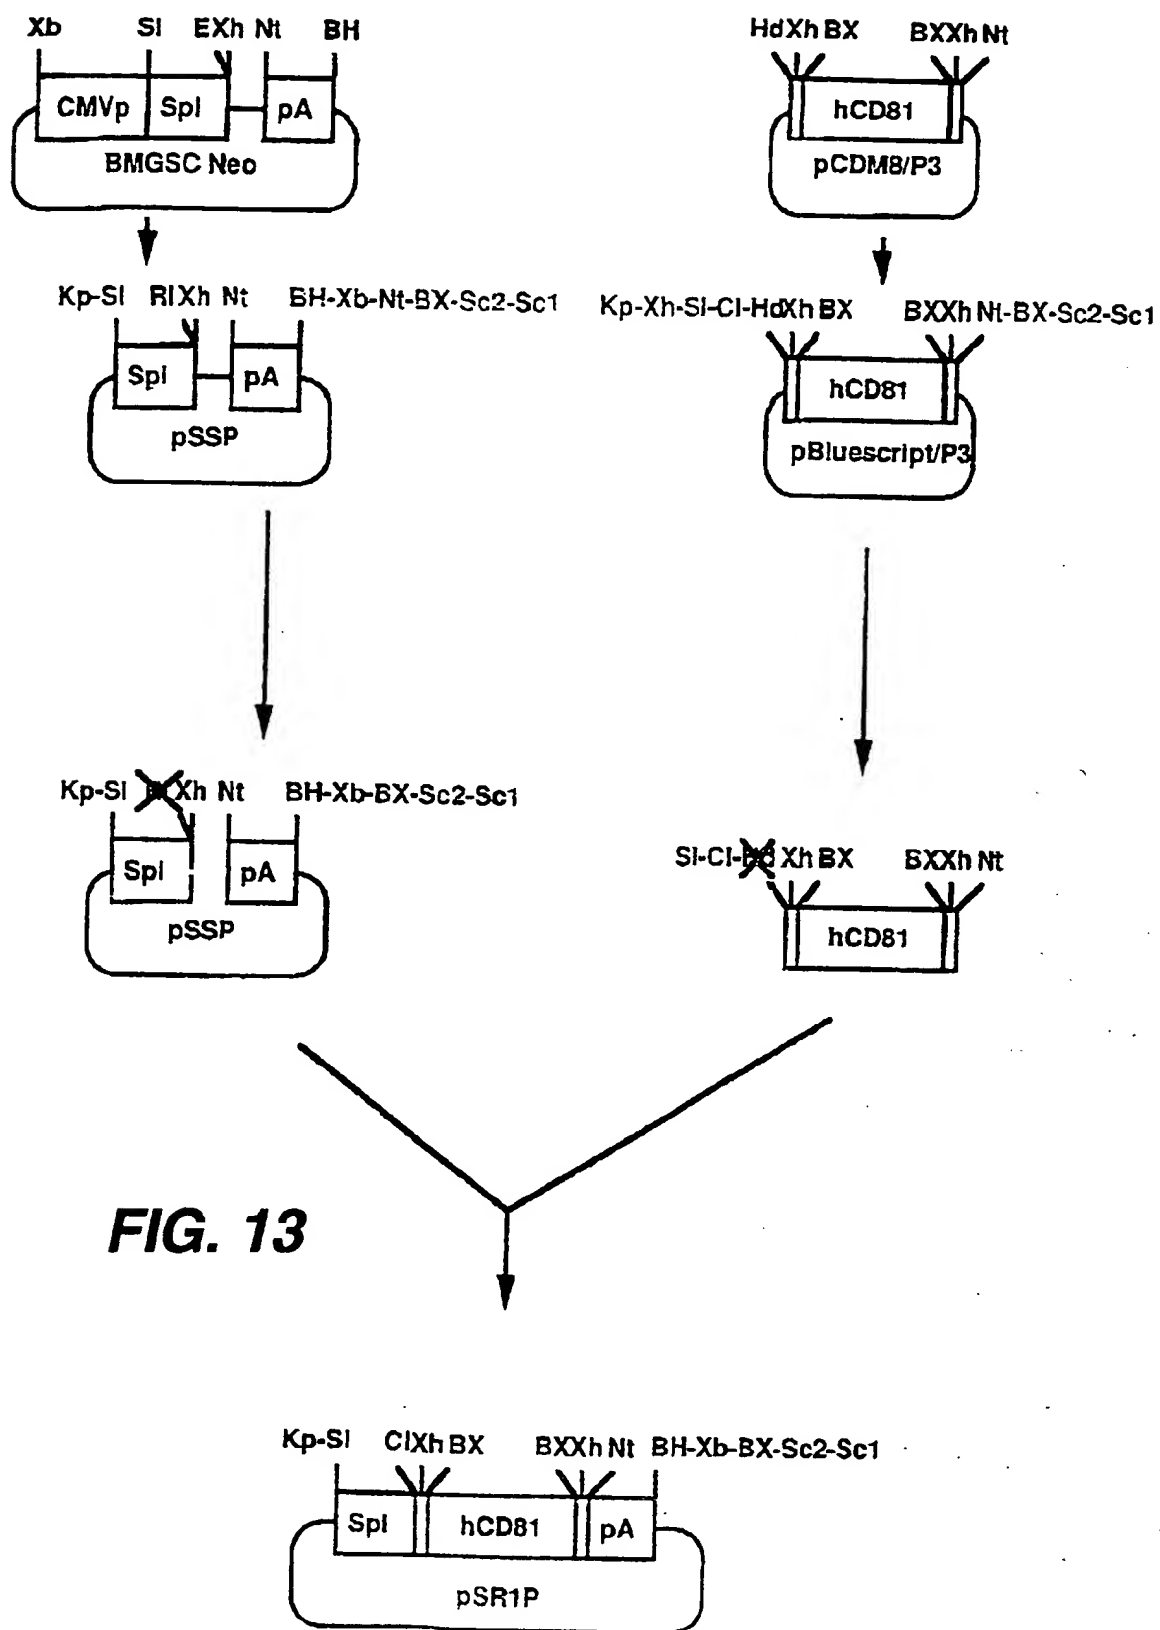 Xb Sl EXh Nt BH
CMVp Spl pA
BMGSC Neo
HdXh BX BXXh Nt
hCD81
pCDM8/P3
Kp-Sl RIXh Nt BH-Xb-Nt-BX-Sc2-Sc1
Spl pA
pSSP
Kp-Xh-Sl-Cl-HdXh BX BXXh Nt-BX-Sc2-Sc1
hCD81
pBluescript/P3
Kp-Sl Xh Nt BH-Xb-BX-Sc2-Sc1
Spl pA
pSSP
Sl-Cl-Hd Xh BX BXXh Nt
hCD81
FIG. 13
Kp-Sl ClXh BX BXXh Nt BH-Xb-BX-Sc2-Sc1
Spl hCD81 pA
pSR1P